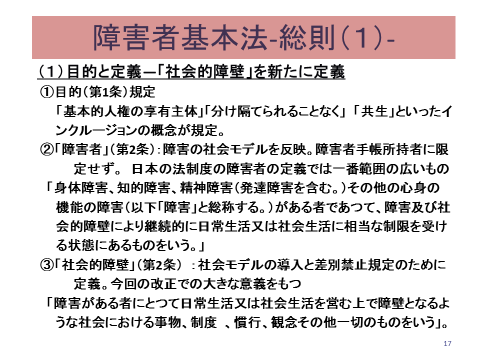 障害者基本法-総則（１）-
（１）目的と定義―「社会的障壁」を新たに定義
①目的（第1条）規定
「基本的人権の享有主体」「分け隔てられることなく」 「共生」といったイ
ンクルージョンの概念が規定。
②「障害者」（第2条）：障害の社会モデルを反映。障害者手帳所持者に限
定せず。 日本の法制度の障害者の定義では一番範囲の広いもの
「身体障害、知的障害、精神障害（発達障害を含む。）その他の心身の
機能の障害（以下「障害」と総称する。）がある者であつて、障害及び社
会的障壁により継続的に日常生活又は社会生活に相当な制限を受け
る状態にあるものをいう。」
③「社会的障壁」（第2条） ：社会モデルの導入と差別禁止規定のために
定義。今回の改正での大きな意義をもつ
「障害がある者にとつて日常生活又は社会生活を営む上で障壁となるよ
うな社会における事物、制度 、慣行、観念その他一切のものをいう」。
17